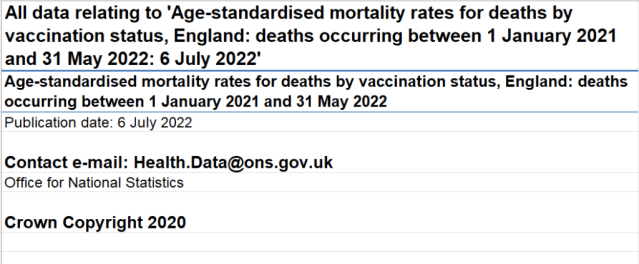 All data relating to 'Age-standardised mortality rates for deaths by
vaccination status, England: deaths occurring between 1 January 2021
and 31 May 2022: 6 July 2022'
Age-standardised mortality rates for deaths by vaccination status, England: deaths
occurring between 1 January 2021 and 31 May 2022
Publication date: 6 July 2022
Contact e-mail: Health.Data@ons.gov.uk
Office for National Statistics
Crown Copyright 2020